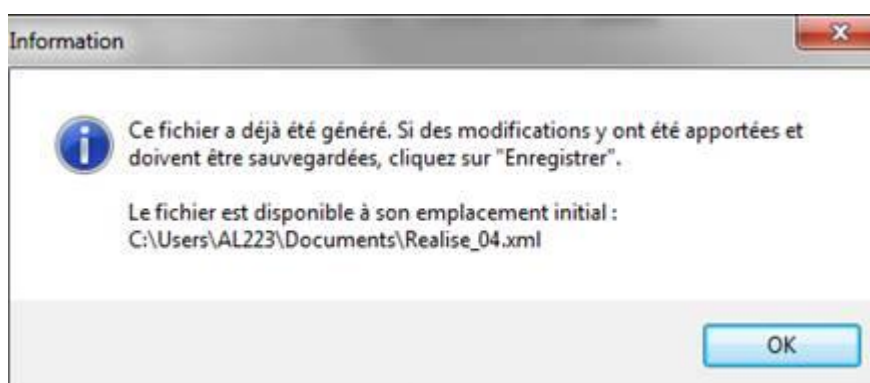 Information
Ce fichier a déjà été généré. Si des modifications y ont été apportées et
doivent être sauvegardées, cliquez sur "Enregistrer".
Le fichier est disponible à son emplacement initial :
C:\Users\AL223\Documents\Realise_04.xml
OK